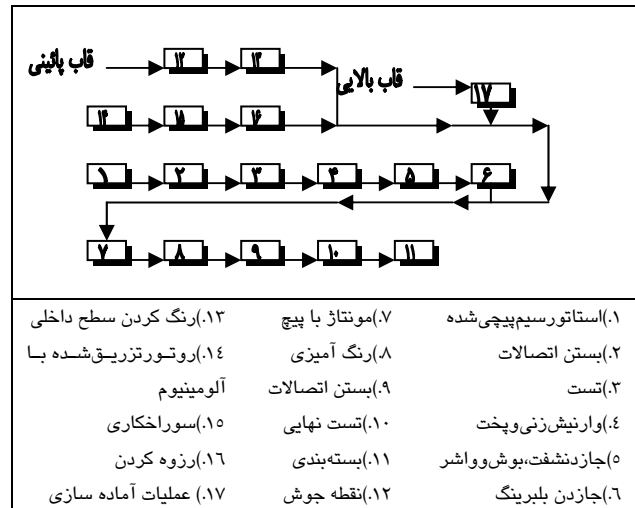 قاب پائینی ۱۲ ۱۳
قاب بالایی ۱۷
۱۴ ۱۵ ۱۶
۱ ۲ ۳ ۴ ۵ ۶
۷ ۸ ۹ ۱۰ ۱۱
۱.)استاتورسیم‌پیچی‌شده
۲.)بستن اتصالات
۳.)تست
۴.)وارنیش‌زنی‌وپخت
۵)جازدنشفت،بوش‌وواشر
۶.)جازدن بلبرینگ
۷.)مونتاژ با پیچ
۸.)رنگ آمیزی
۹.)بستن اتصالات
۱۰.)تست نهایی
۱۱.)بسته‌بندی
۱۲.)نقطه جوش
۱۳.)رنگ کردن سطح داخلی
۱۴.)روتـورتزریـق‌شـده بـا
آلومینیوم
۱۵.)سوراخکاری
۱۶.)رزوه کردن
۱۷.) عملیات آماده سازی